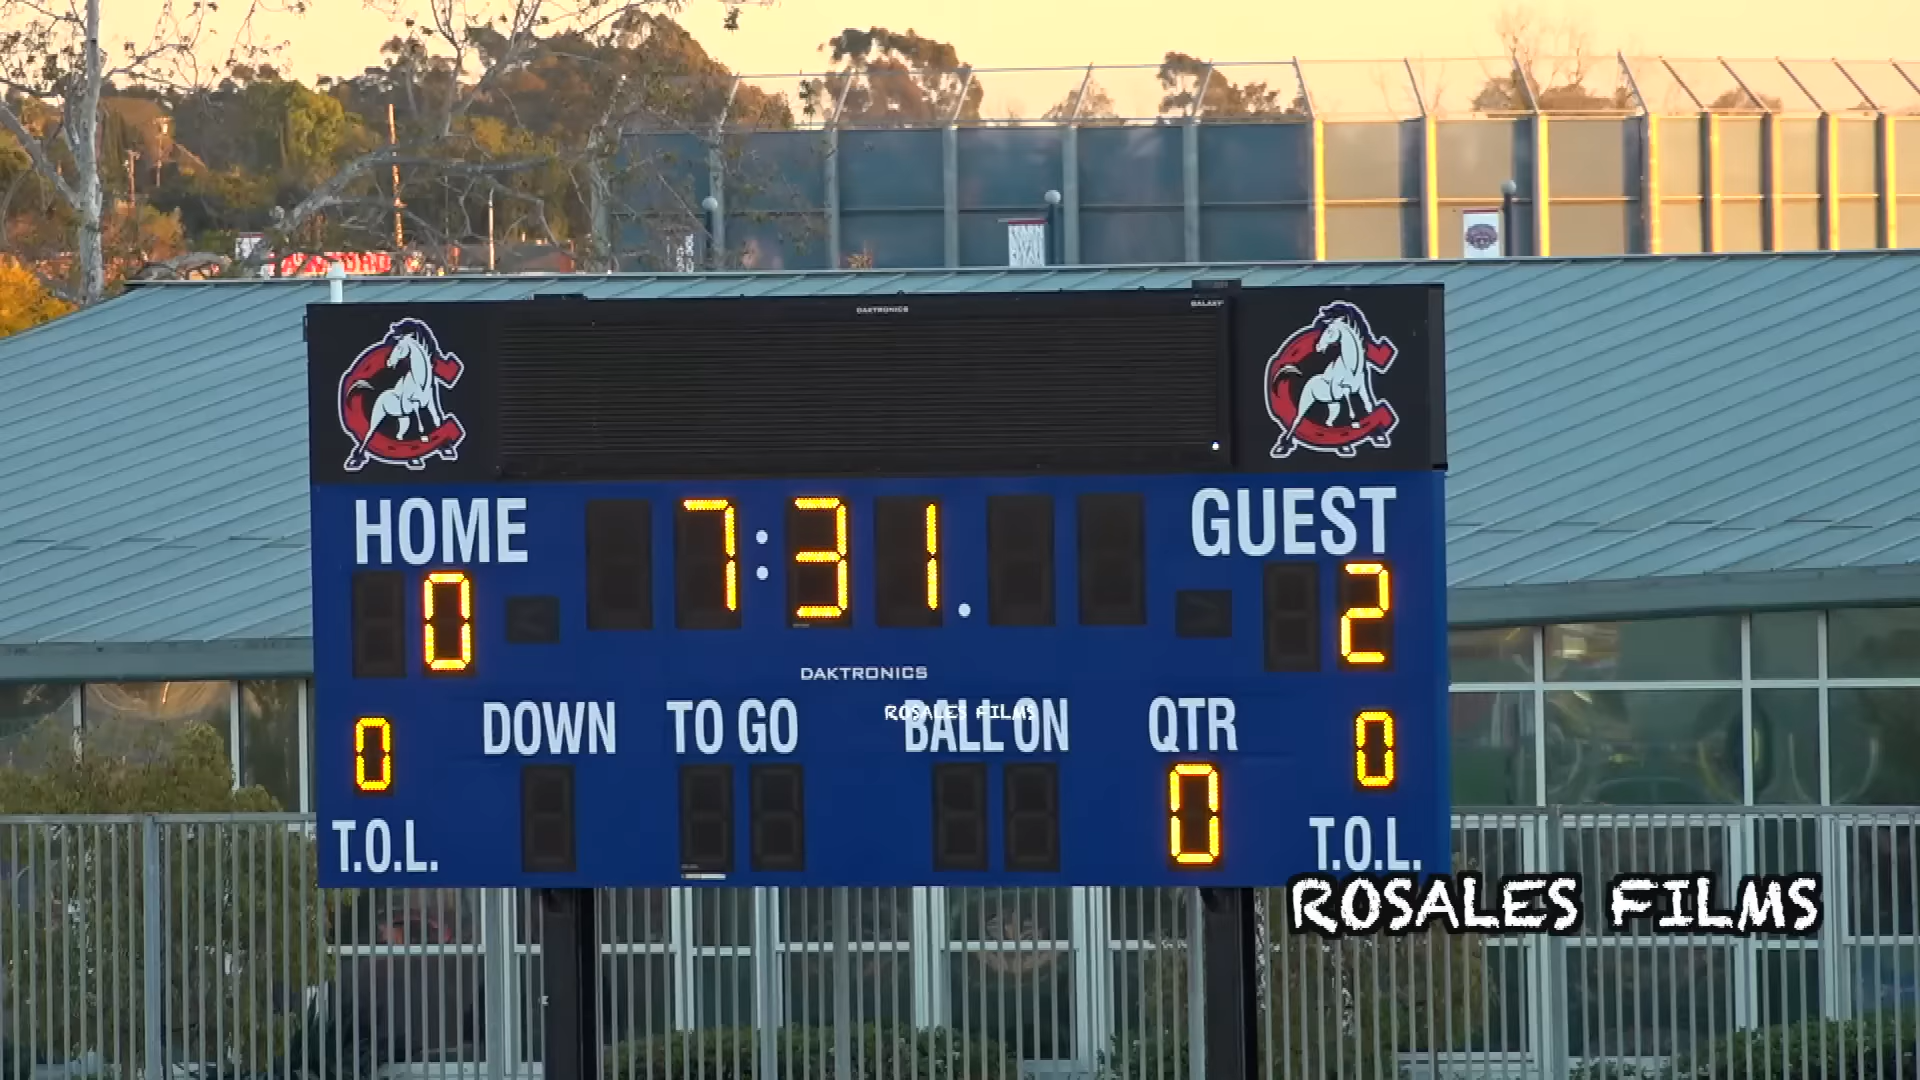 DAKTRONICS
GALAXY
HOME 7:31. GUEST
0 2
DAKTRONICS
ROSALES FILMS
DOWN TO GO BALL ON QTR
0 0 0
T.O.L. T.O.L.
ROSALES FILMS